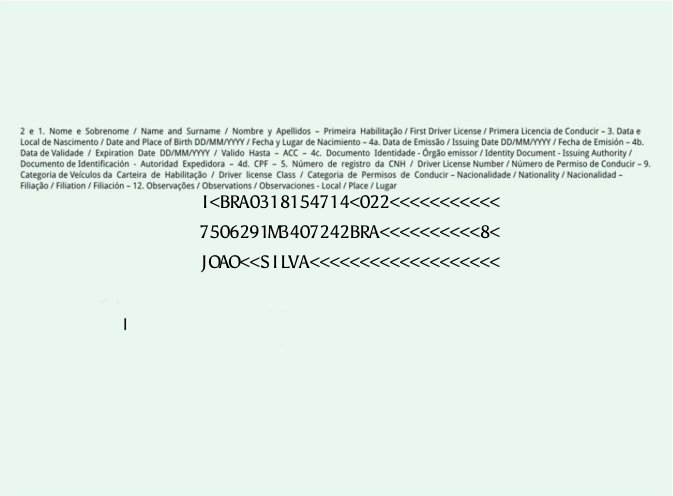 2 e 1. Nome e Sobrenome / Name and Surname / Nombre y Apellidos – Primeira Habilitação / First Driver License / Primera Licencia de Conducir – 3. Data e
Local de Nascimento / Date and Place of Birth DD/MM/YYYY / Fecha y Lugar de Nacimiento – 4a. Data de Emissão / Issuing Date DD/MM/YYYY / Fecha de Emisión – 4b.
Data de Validade / Expiration Date DD/MM/YYYY / Valido Hasta – ACC – 4c. Documento Identidade - Órgão emissor / Identity Document - Issuing Authority /
Documento de Identificación - Autoridad Expedidora – 4d. CPF – 5. Número de registro da CNH / Driver License Number / Número de Permiso de Conducir – 9.
Categoria de Veículos da Carteira de Habilitação / Driver license Class / Categoria de Permisos de Conducir – Nacionalidade / Nationality / Nacionalidad –
Filiação / Filiation / Filiación – 12. Observações / Observations / Observaciones - Local / Place / Lugar
I<BRA0318154714<022<<<<<<<<<<<
7506291M3407242BRA<<<<<<<<<<8<
JOAO<<SILVA<<<<<<<<<<<<<<<<<<<
I